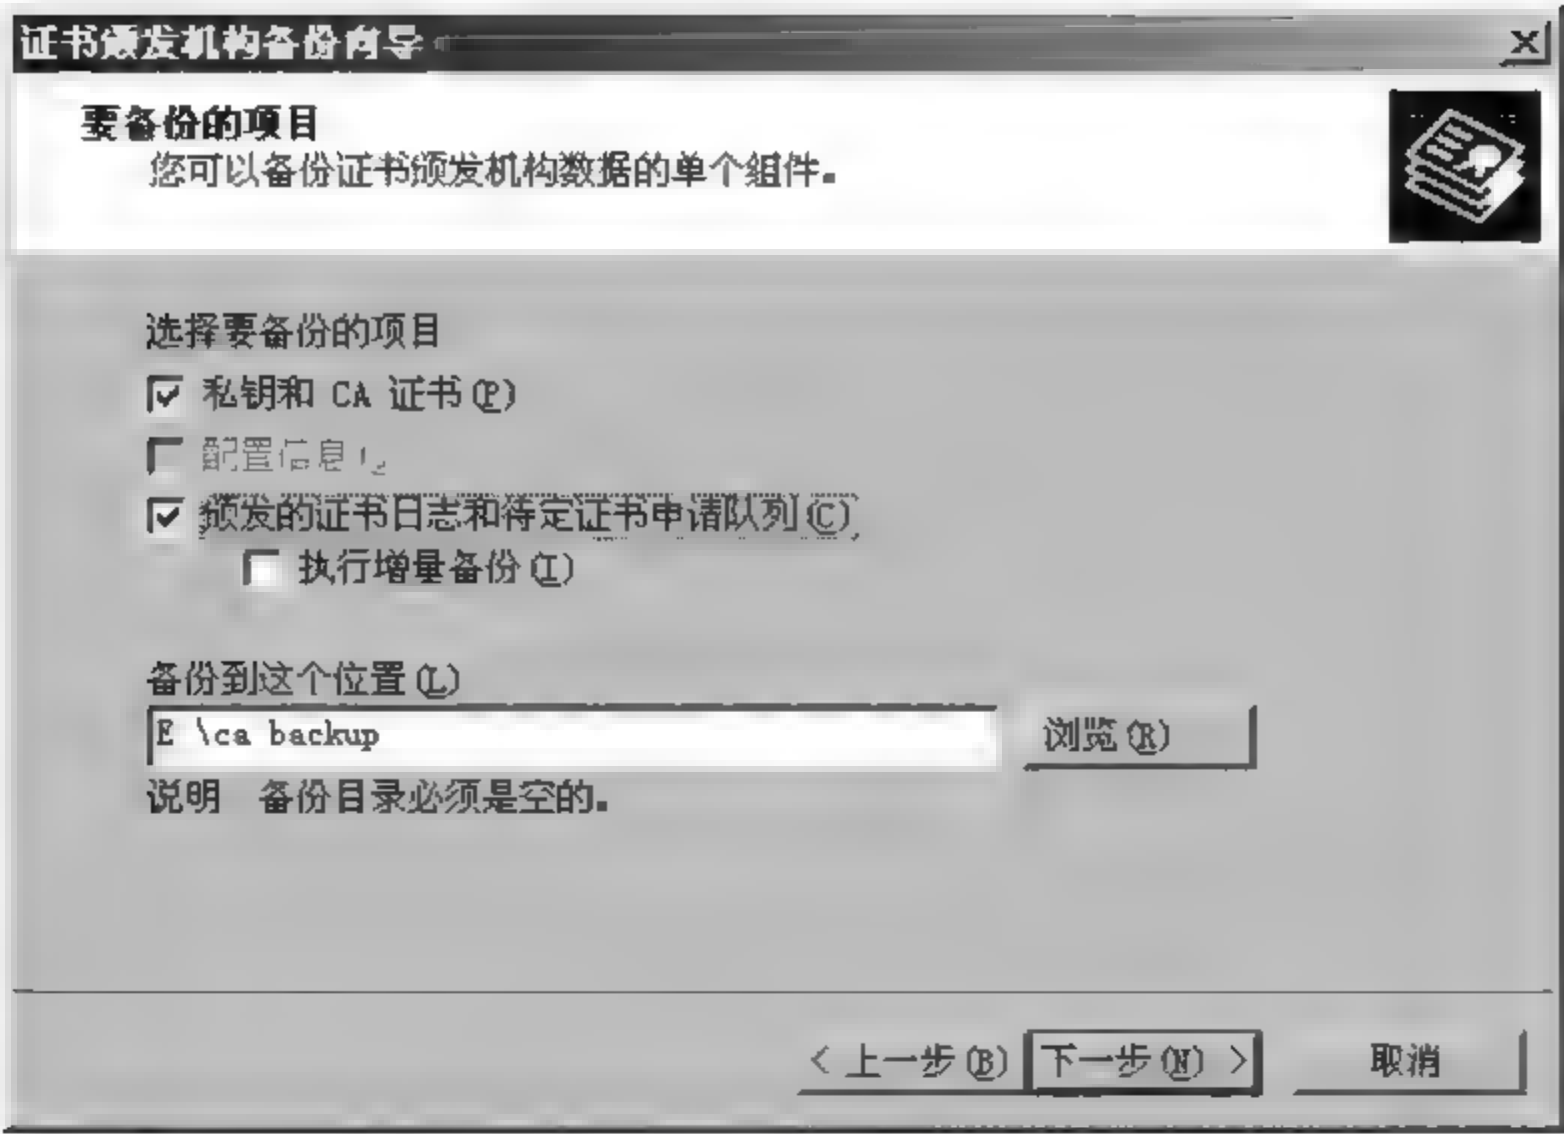 证书颁发机构备份向导
要备份的项目
您可以备份证书颁发机构数据的单个组件。
选择要备份的项目
私钥和 CA 证书(P)
配置信息
颁发的证书日志和待定证书申请队列(C)
执行增量备份(I)
备份到这个位置(L)
E \ca backup
浏览(R)
说明 备份目录必须是空的。
< 上一步(B) 下一步(N) > 取消